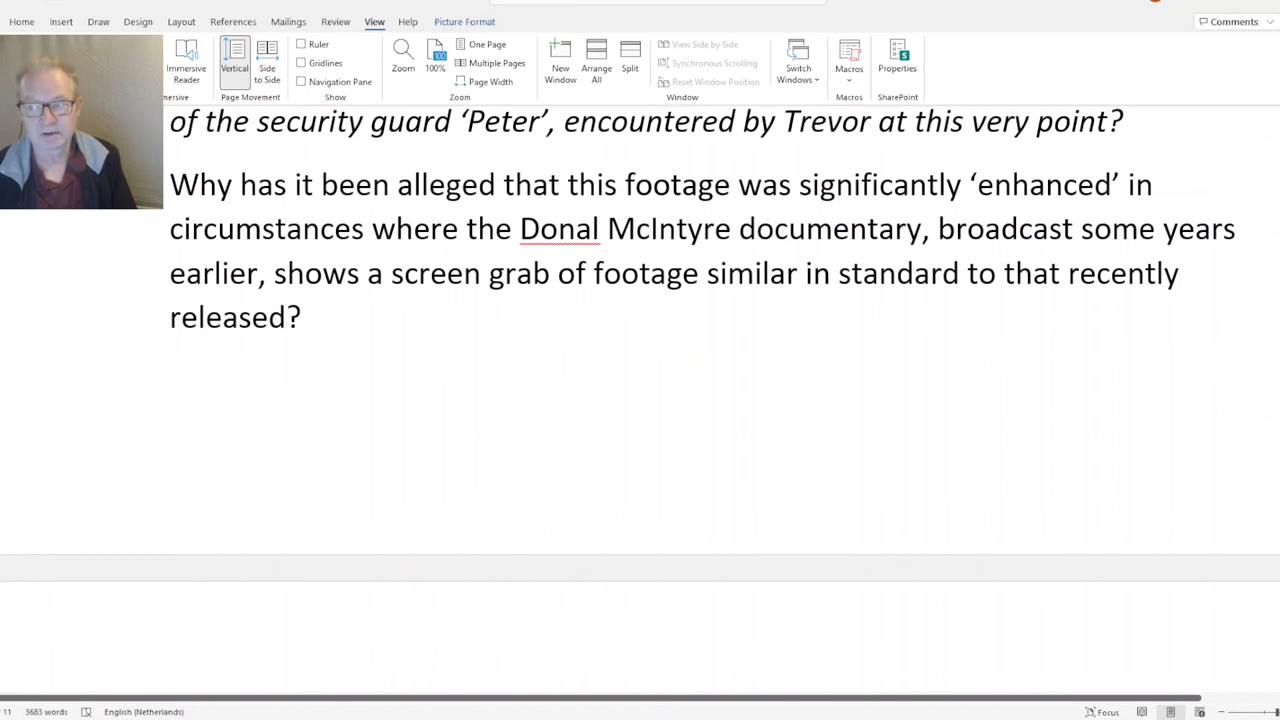 Home Insert Draw Design Layout References Mailings Review View Help Picture Format Comments
Immersive Reader
Vertical
Side to Side
Page Movement
Ruler
Gridlines
Navigation Pane
Show
Zoom
100%
One Page
Multiple Pages
Page Width
Zoom
New Window
Arrange All
Split
View Side by Side
Synchronous Scrolling
Reset Window Position
Window
Switch Windows
Macros
Macros
Properties
SharePoint
mersive
of the security guard ‘Peter’, encountered by Trevor at this very point?
Why has it been alleged that this footage was significantly ‘enhanced’ in
circumstances where the Donal McIntyre documentary, broadcast some years
earlier, shows a screen grab of footage similar in standard to that recently
released?
11 3683 words English (Netherlands) Focus